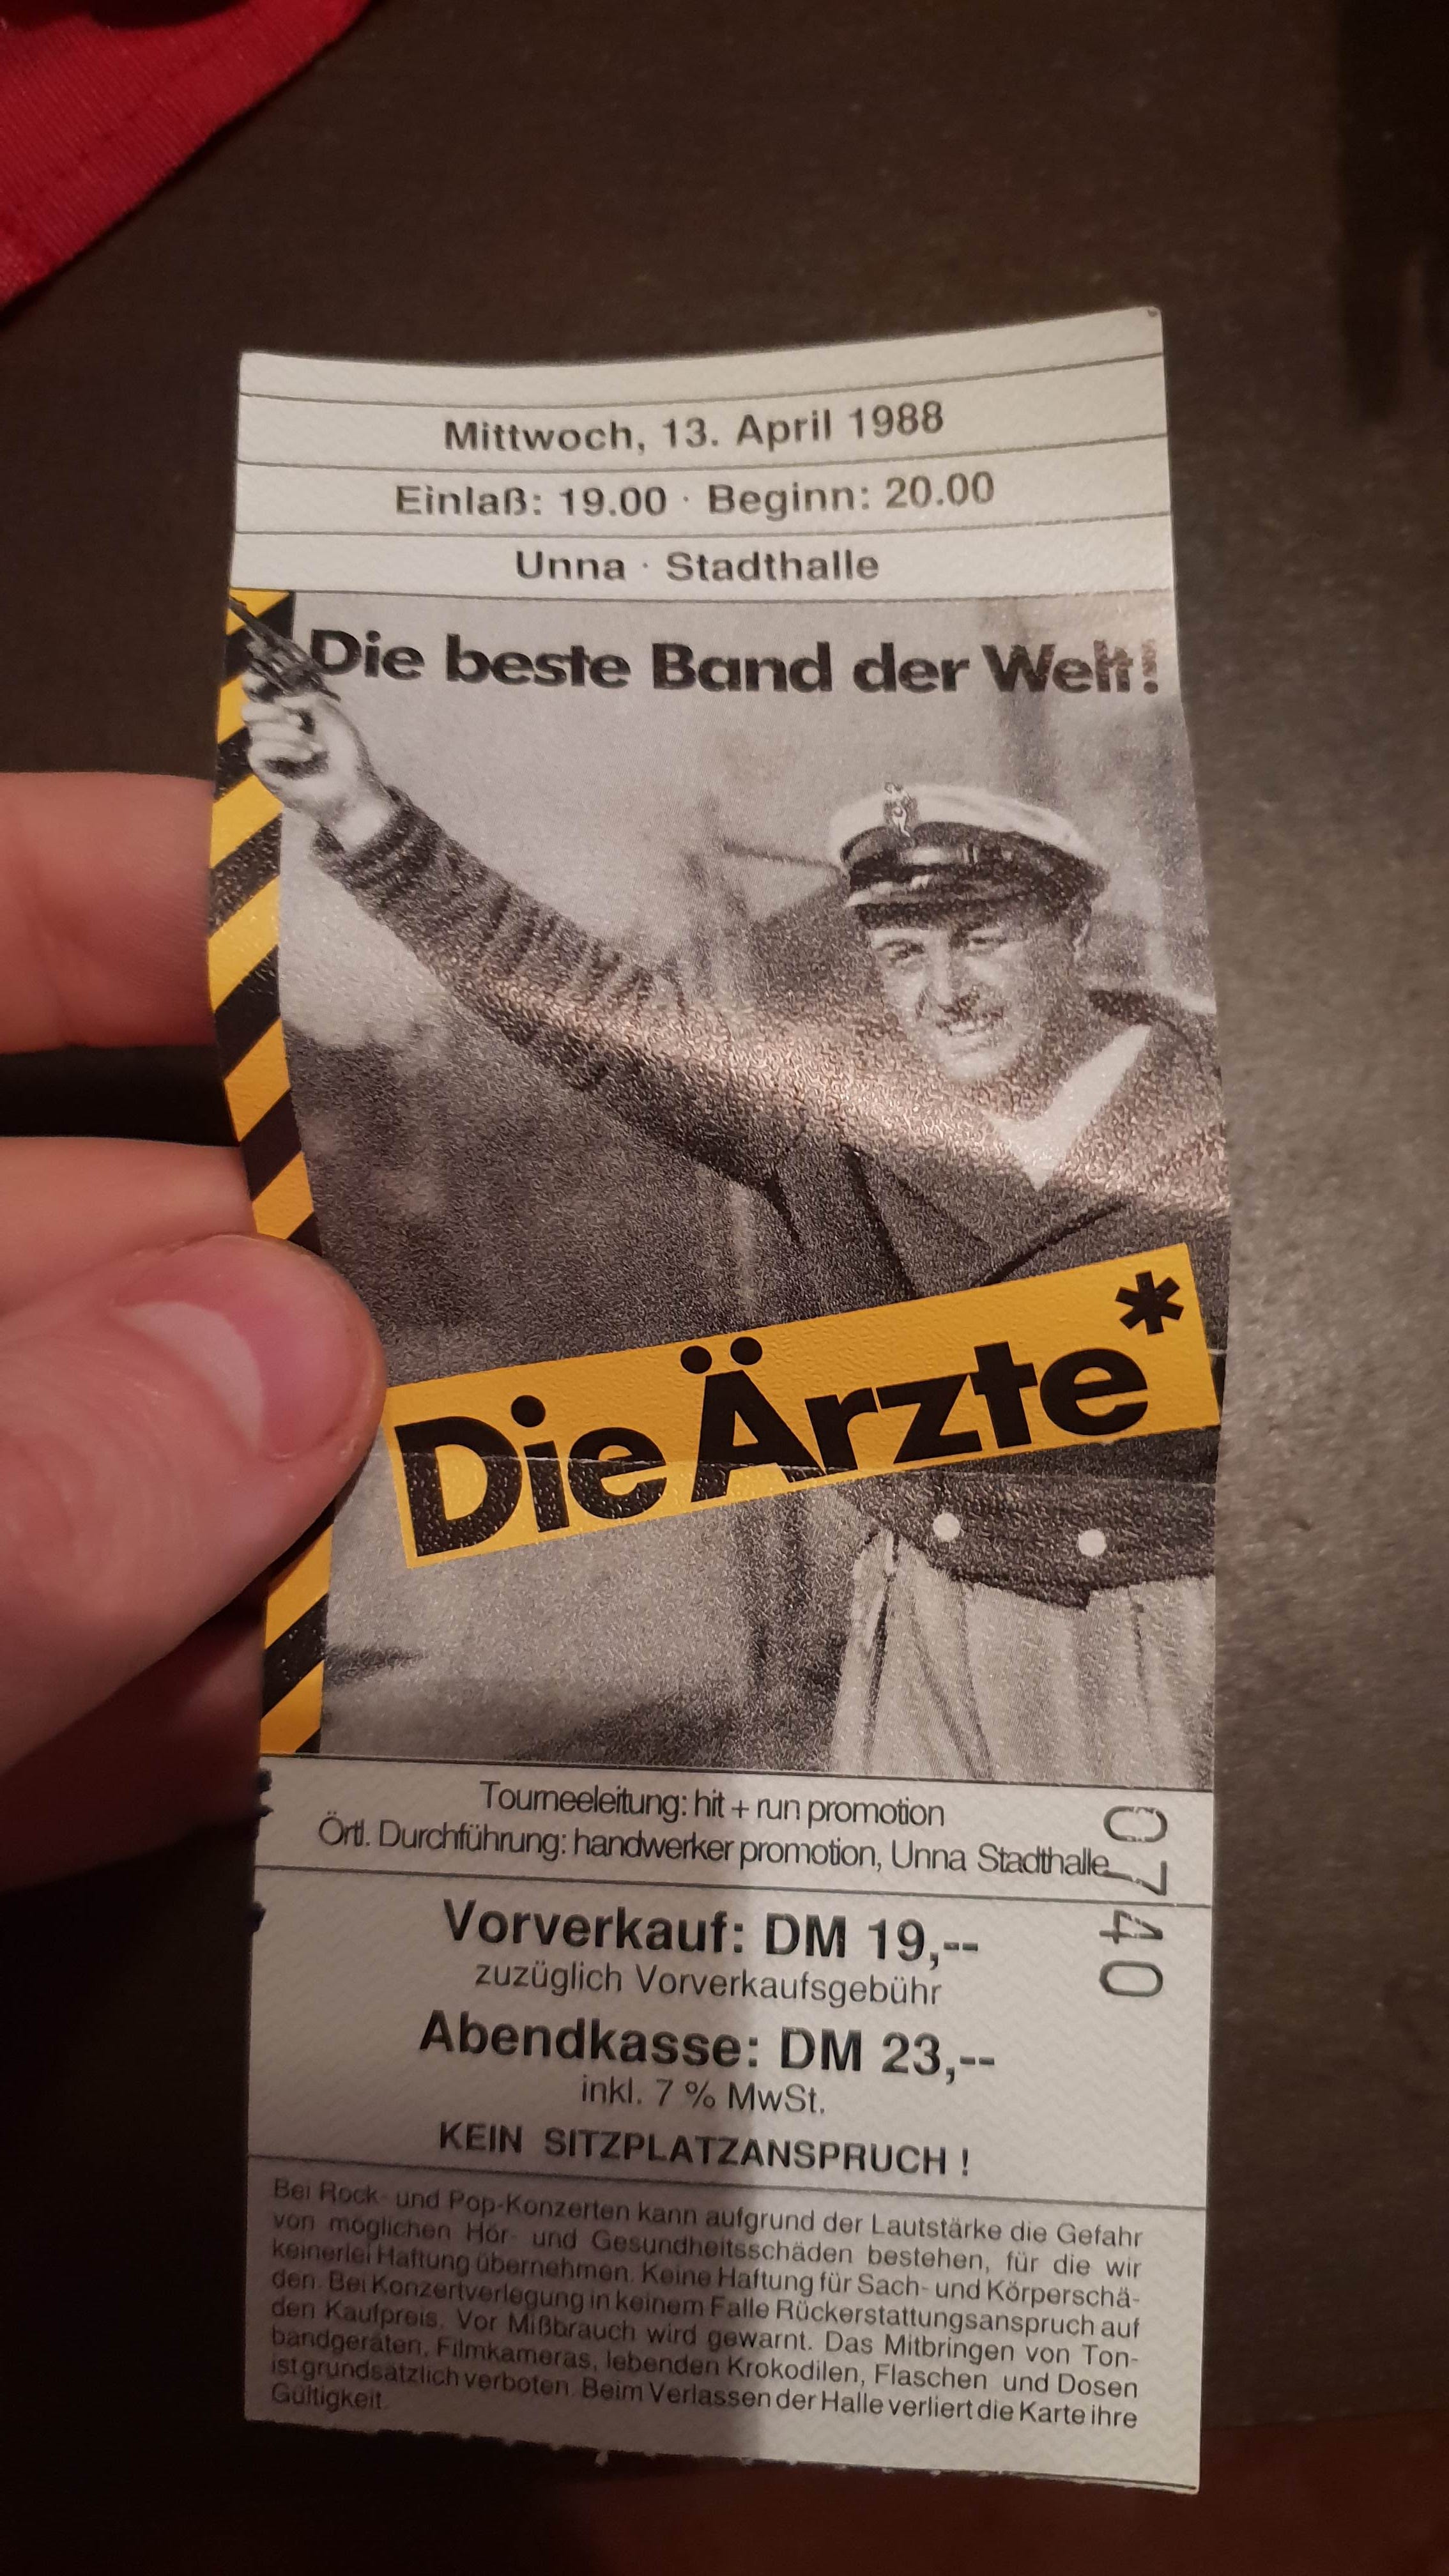 Mittwoch, 13. April 1988
Einlaß: 19.00 · Beginn: 20.00
Unna · Stadthalle
Die beste Band der Welt!
Die Ärzte*
Tourneeleitung: hit + run promotion
Örtl. Durchführung: handwerker promotion, Unna Stadthalle
0740
Vorverkauf: DM 19,--
zuzüglich Vorverkaufsgebühr
Abendkasse: DM 23,--
inkl. 7 % MwSt.
KEIN SITZPLATZANSPRUCH !
Bei Rock- und Pop-Konzerten kann aufgrund der Lautstärke die Gefahr
von möglichen Hör- und Gesundheitsschäden bestehen, für die wir
keinerlei Haftung übernehmen. Keine Haftung für Sach- und Körperschä-
den. Bei Konzertverlegung in keinem Falle Rückerstattungsanspruch auf
den Kaufpreis. Vor Mißbrauch wird gewarnt. Das Mitbringen von Ton-
bandgeräten, Filmkameras, lebenden Krokodilen, Flaschen und Dosen
ist grundsätzlich verboten. Beim Verlassen der Halle verliert die Karte ihre
Gültigkeit.